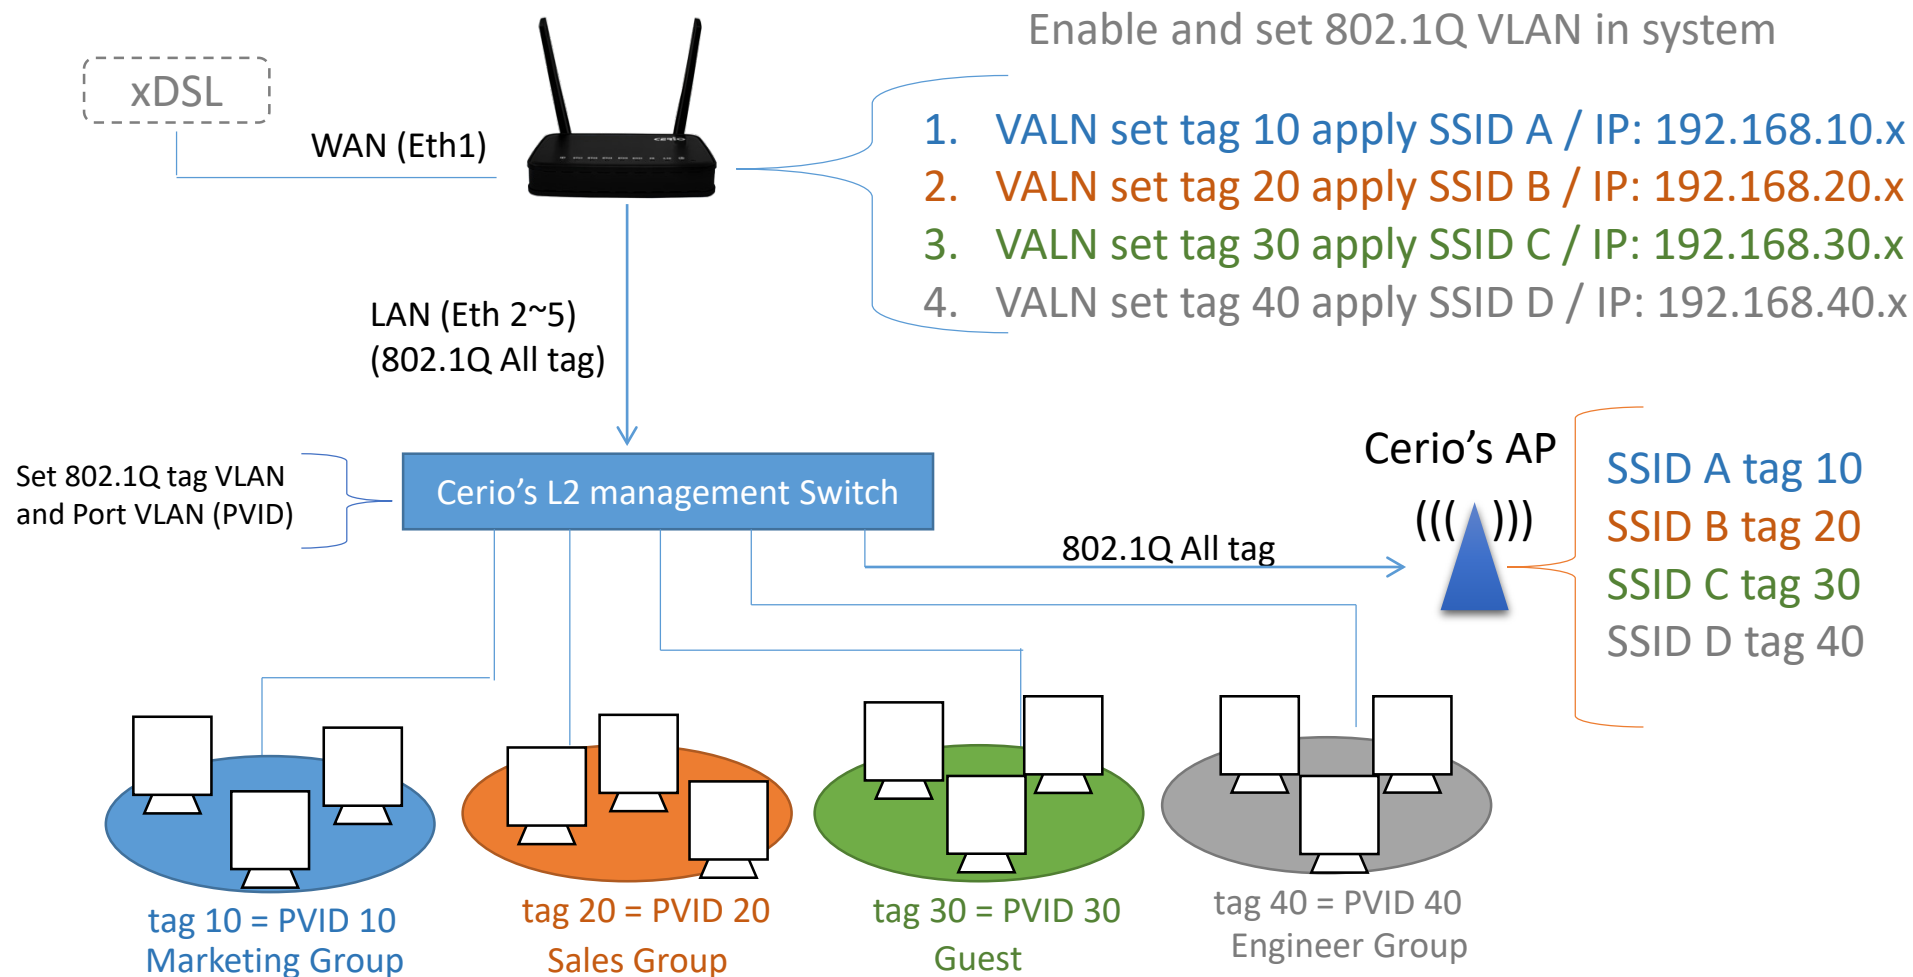 Enable and set 802.1Q VLAN in system
xDSL
WAN (Eth1)
cerio
1. VALN set tag 10 apply SSID A / IP: 192.168.10.x
2. VALN set tag 20 apply SSID B / IP: 192.168.20.x
3. VALN set tag 30 apply SSID C / IP: 192.168.30.x
4. VALN set tag 40 apply SSID D / IP: 192.168.40.x
LAN (Eth 2~5)
(802.1Q All tag)
Set 802.1Q tag VLAN
and Port VLAN (PVID)
Cerio’s L2 management Switch
802.1Q All tag
Cerio’s AP
((( )))
SSID A tag 10
SSID B tag 20
SSID C tag 30
SSID D tag 40
tag 10 = PVID 10
Marketing Group
tag 20 = PVID 20
Sales Group
tag 30 = PVID 30
Guest
tag 40 = PVID 40
Engineer Group